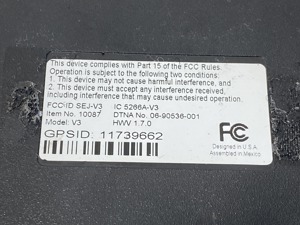 This device complies with Part 15 of the FCC Rules.
Operation is subject to the following two conditions:
1. This device may not cause harmful interference, and
2. This device must accept any interference received,
including interference that may cause undesired operation.
FCC-ID SEJ-V3 IC 5266A-V3
Item No. 10087 DTNA No. 06-90536-001
Model: V3 HWV 1.7.0
GPSID: 11739662
FC
Designed in U.S.A.
Assembled in Mexico